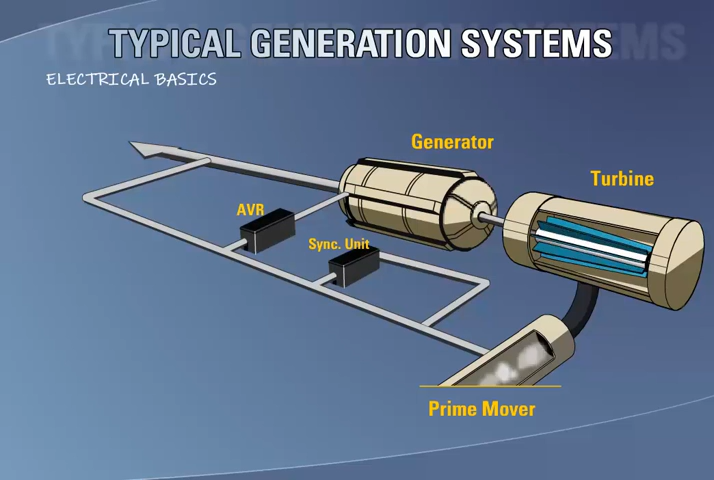 TYPICAL GENERATION SYSTEMS
ELECTRICAL BASICS
Generator
Turbine
AVR
Sync. Unit
Prime Mover